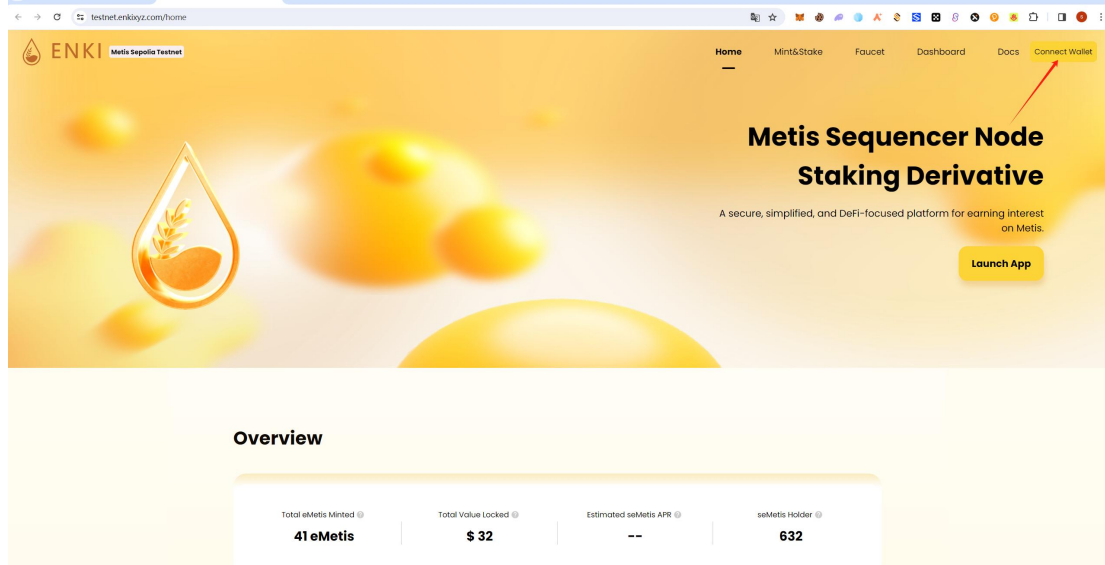 testnet.enkixyz.com/home
ENKI Metis Sepolia Testnet
Home Mint&Stake Faucet Dashboard Docs Connect Wallet
Metis Sequencer Node
Staking Derivative
A secure, simplified, and DeFi-focused platform for earning interest
on Metis.
Launch App
Overview
Total eMetis Minted Total Value Locked Estimated seMetis APR seMetis Holder
41 eMetis $ 32 -- 632